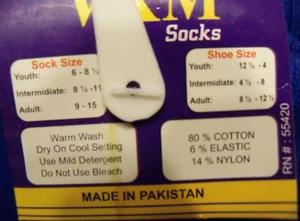 Socks
Sock Size
Youth: 6 - 8 ½
Intermidiate: 8 ½ - 11
Adult: 9 - 15
Shoe Size
Youth: 12 ½ - 4
Intermidiate: 4 ½ - 8
Adult: 8 ½ - 12 ½
Warm Wash
Dry On Cool Setting
Use Mild Detergent
Do Not Use Bleach
80 % COTTON
6 % ELASTIC
14 % NYLON
RN # : 55420
MADE IN PAKISTAN